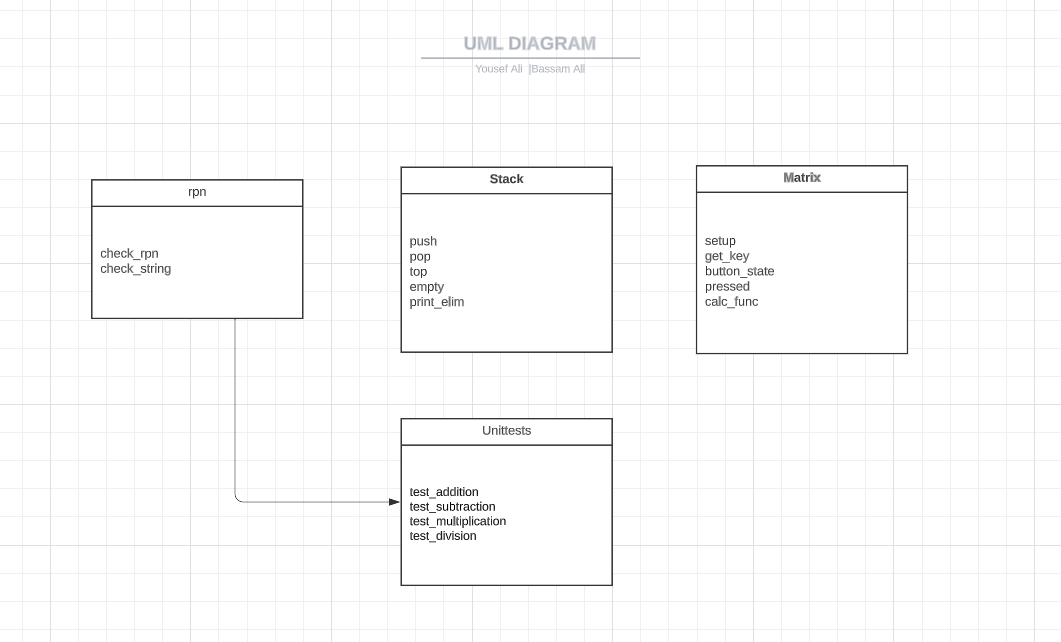 UML DIAGRAM
Yousef Ali |Bassam Ali
rpn
check_rpn
check_string
Stack
push
pop
top
empty
print_elim
Matrix
setup
get_key
button_state
pressed
calc_func
Unittests
test_addition
test_subtraction
test_multiplication
test_division